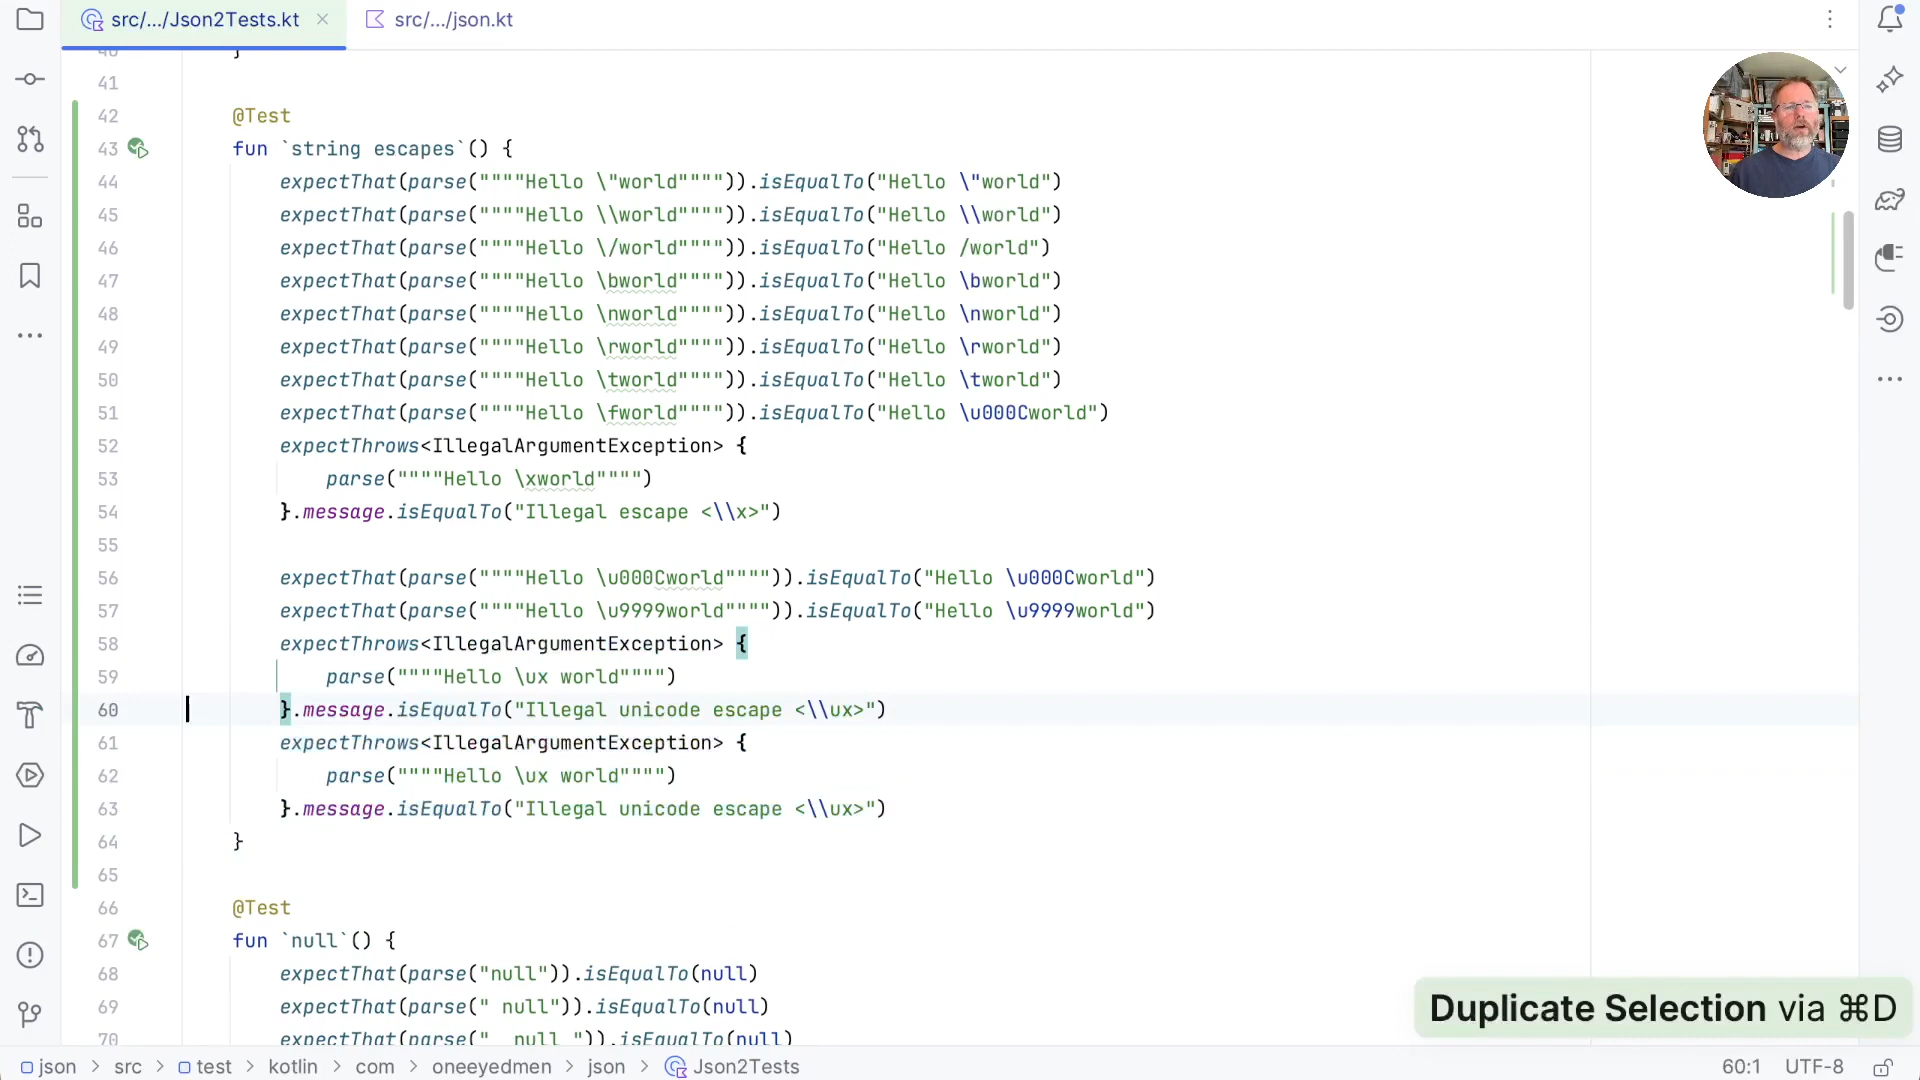 src/.../Json2Tests.kt
src/.../json.kt
40 }
41
42 @Test
43 fun `string escapes`() {
44 expectThat(parse(""""Hello \"world"""")).isEqualTo("Hello \"world")
45 expectThat(parse(""""Hello \\world"""")).isEqualTo("Hello \\world")
46 expectThat(parse(""""Hello \/world"""")).isEqualTo("Hello /world")
47 expectThat(parse(""""Hello \bworld"""")).isEqualTo("Hello \bworld")
48 expectThat(parse(""""Hello \nworld"""")).isEqualTo("Hello \nworld")
49 expectThat(parse(""""Hello \rworld"""")).isEqualTo("Hello \rworld")
50 expectThat(parse(""""Hello \tworld"""")).isEqualTo("Hello \tworld")
51 expectThat(parse(""""Hello \fworld"""")).isEqualTo("Hello \u000Cworld")
52 expectThrows<IllegalArgumentException> {
53 parse(""""Hello \xworld"""")
54 }.message.isEqualTo("Illegal escape <\\x>")
55
56 expectThat(parse(""""Hello \u000Cworld"""")).isEqualTo("Hello \u000Cworld")
57 expectThat(parse(""""Hello \u9999world"""")).isEqualTo("Hello \u9999world")
58 expectThrows<IllegalArgumentException> {
59 parse(""""Hello \ux world"""")
60 }.message.isEqualTo("Illegal unicode escape <\\ux>")
61 expectThrows<IllegalArgumentException> {
62 parse(""""Hello \ux world"""")
63 }.message.isEqualTo("Illegal unicode escape <\\ux>")
64 }
65
66 @Test
67 fun `null`() {
68 expectThat(parse("null")).isEqualTo(null)
69 expectThat(parse(" null")).isEqualTo(null)
70 expectThat(parse("  null ")).isEqualTo(null)
Duplicate Selection via ⌘D
json > src > test > kotlin > com > oneeyedmen > json > Json2Tests
60:1 UTF-8